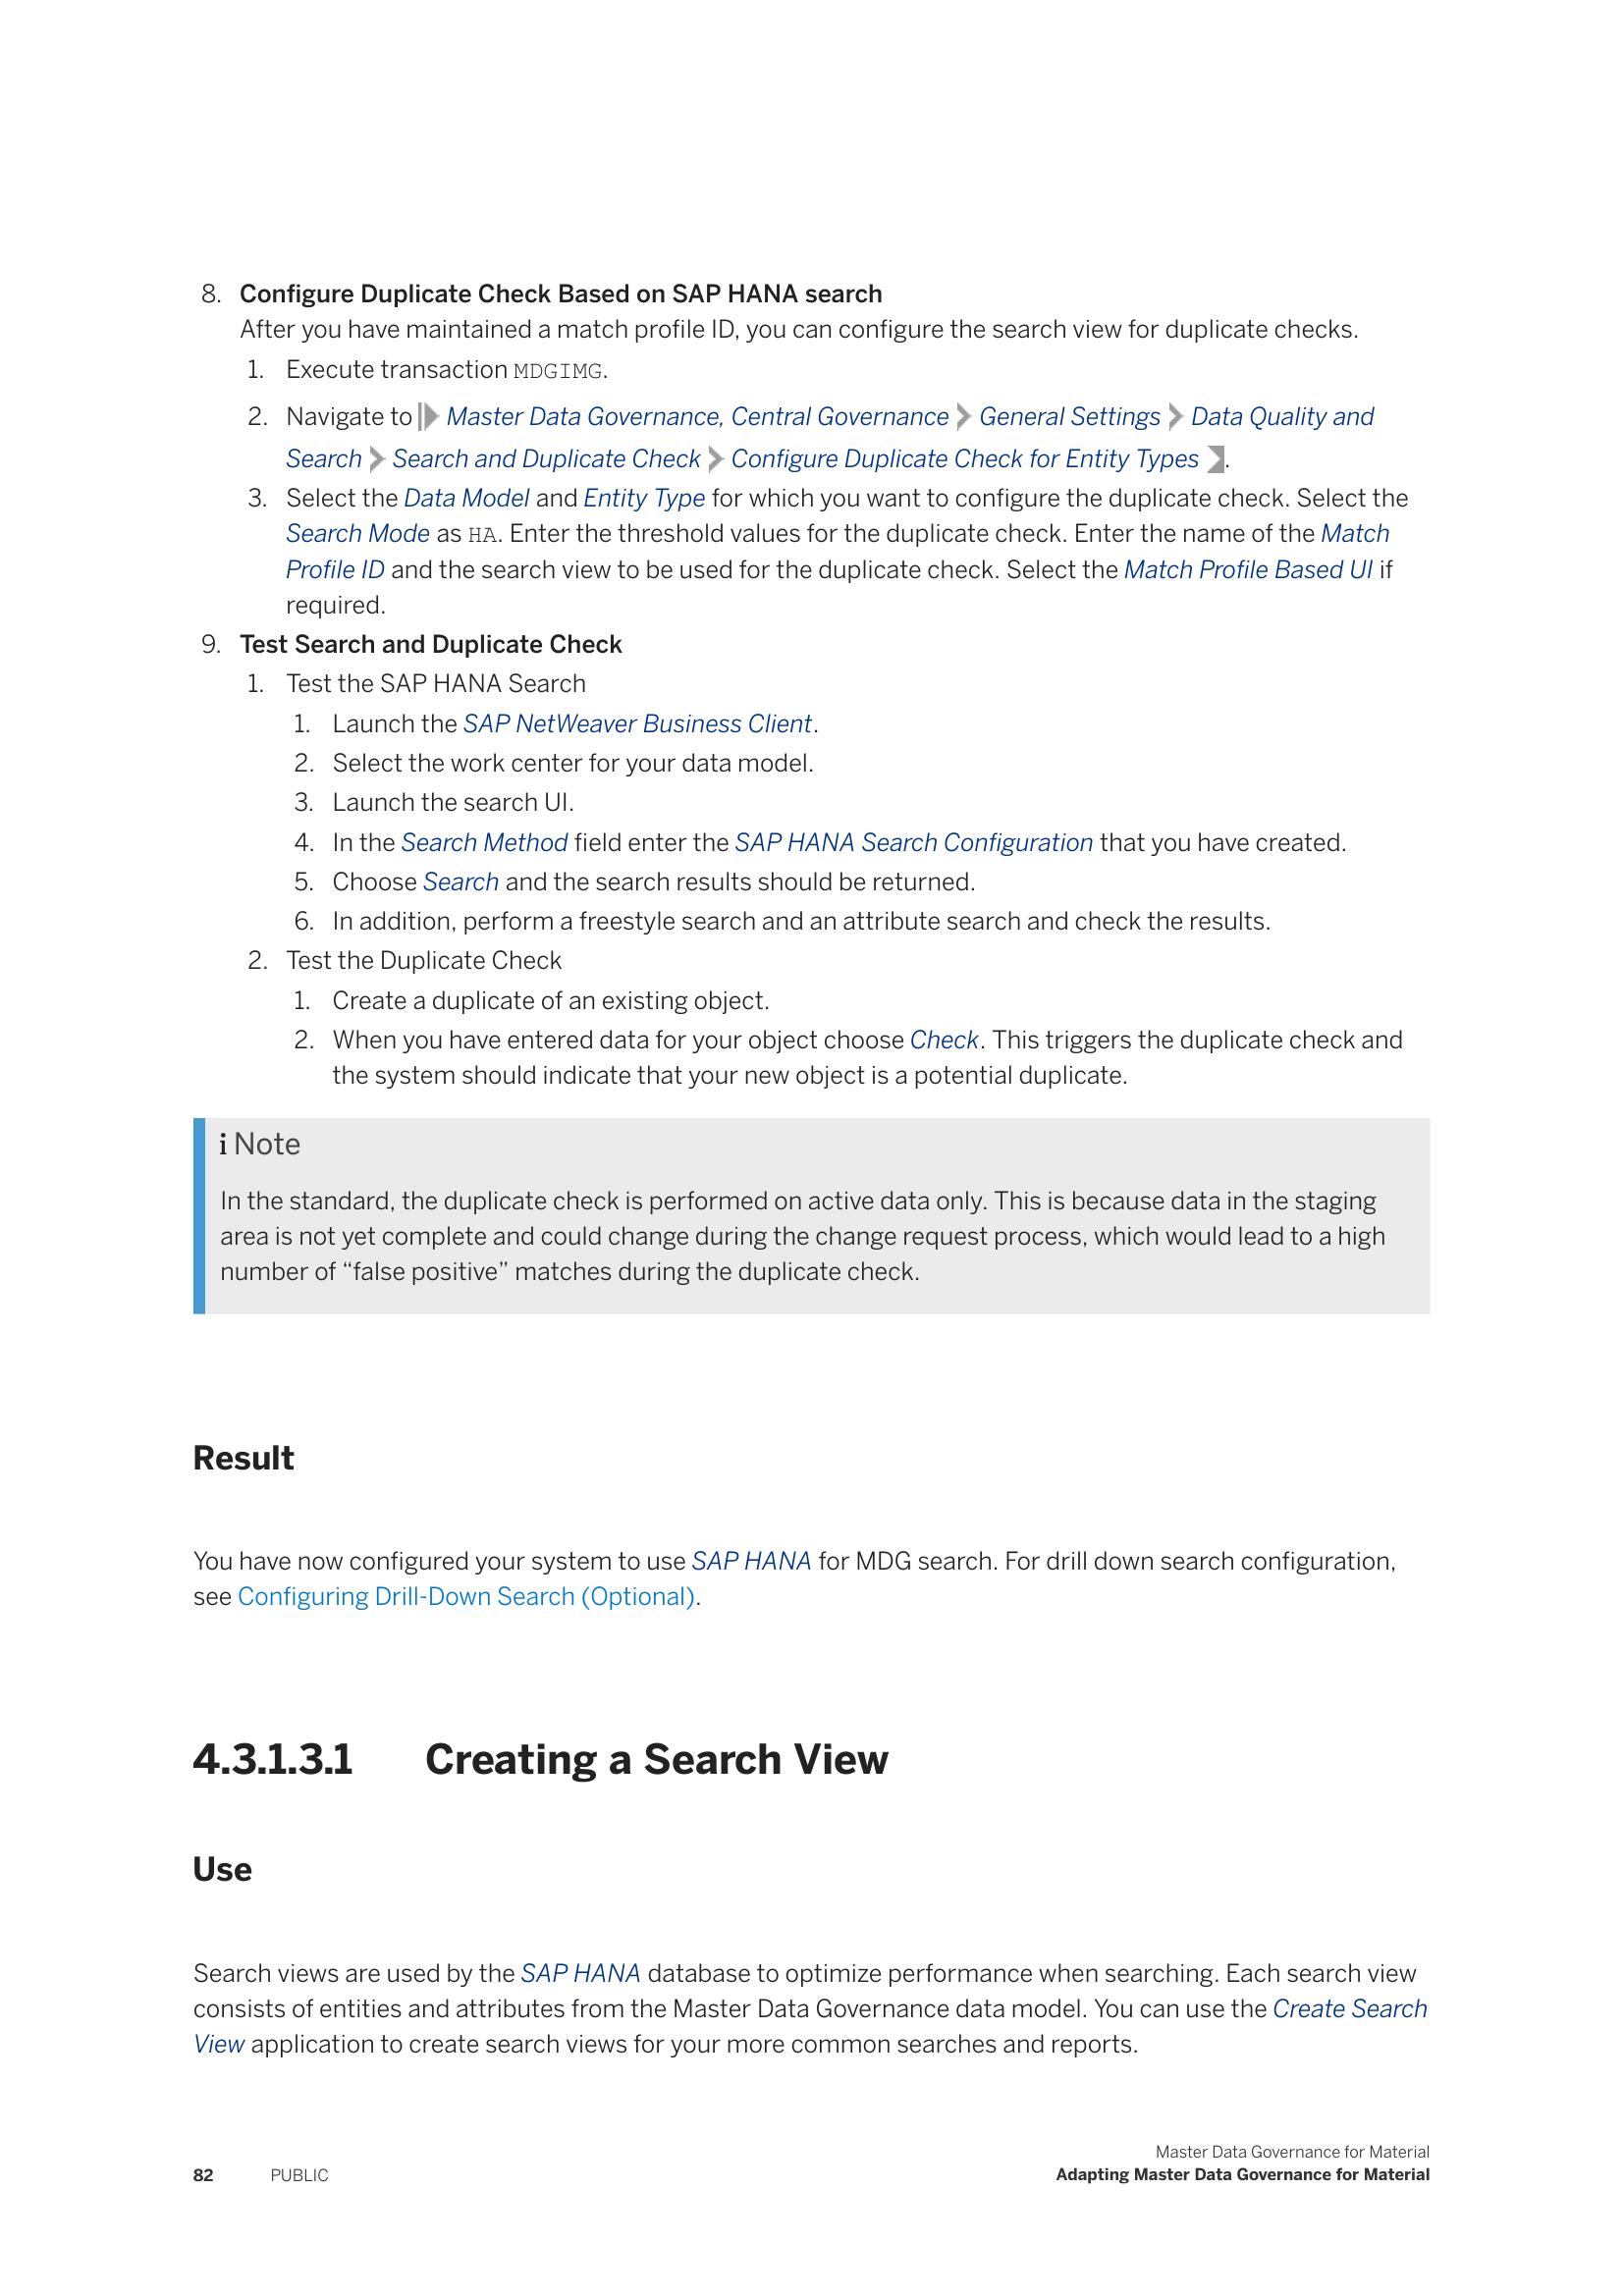 8. Configure Duplicate Check Based on SAP HANA search
After you have maintained a match profile ID, you can configure the search view for duplicate checks.
1. Execute transaction MDGIMG.
2. Navigate to Master Data Governance, Central Governance General Settings Data Quality and
Search Search and Duplicate Check Configure Duplicate Check for Entity Types .
3. Select the Data Model and Entity Type for which you want to configure the duplicate check. Select the
Search Mode as HA. Enter the threshold values for the duplicate check. Enter the name of the Match
Profile ID and the search view to be used for the duplicate check. Select the Match Profile Based UI if
required.
9. Test Search and Duplicate Check
1. Test the SAP HANA Search
1. Launch the SAP NetWeaver Business Client.
2. Select the work center for your data model.
3. Launch the search UI.
4. In the Search Method field enter the SAP HANA Search Configuration that you have created.
5. Choose Search and the search results should be returned.
6. In addition, perform a freestyle search and an attribute search and check the results.
2. Test the Duplicate Check
1. Create a duplicate of an existing object.
2. When you have entered data for your object choose Check. This triggers the duplicate check and
the system should indicate that your new object is a potential duplicate.
i Note
In the standard, the duplicate check is performed on active data only. This is because data in the staging
area is not yet complete and could change during the change request process, which would lead to a high
number of “false positive” matches during the duplicate check.
Result
You have now configured your system to use SAP HANA for MDG search. For drill down search configuration,
see Configuring Drill-Down Search (Optional).
4.3.1.3.1 Creating a Search View
Use
Search views are used by the SAP HANA database to optimize performance when searching. Each search view
consists of entities and attributes from the Master Data Governance data model. You can use the Create Search
View application to create search views for your more common searches and reports.
Master Data Governance for Material
82 PUBLIC Adapting Master Data Governance for Material